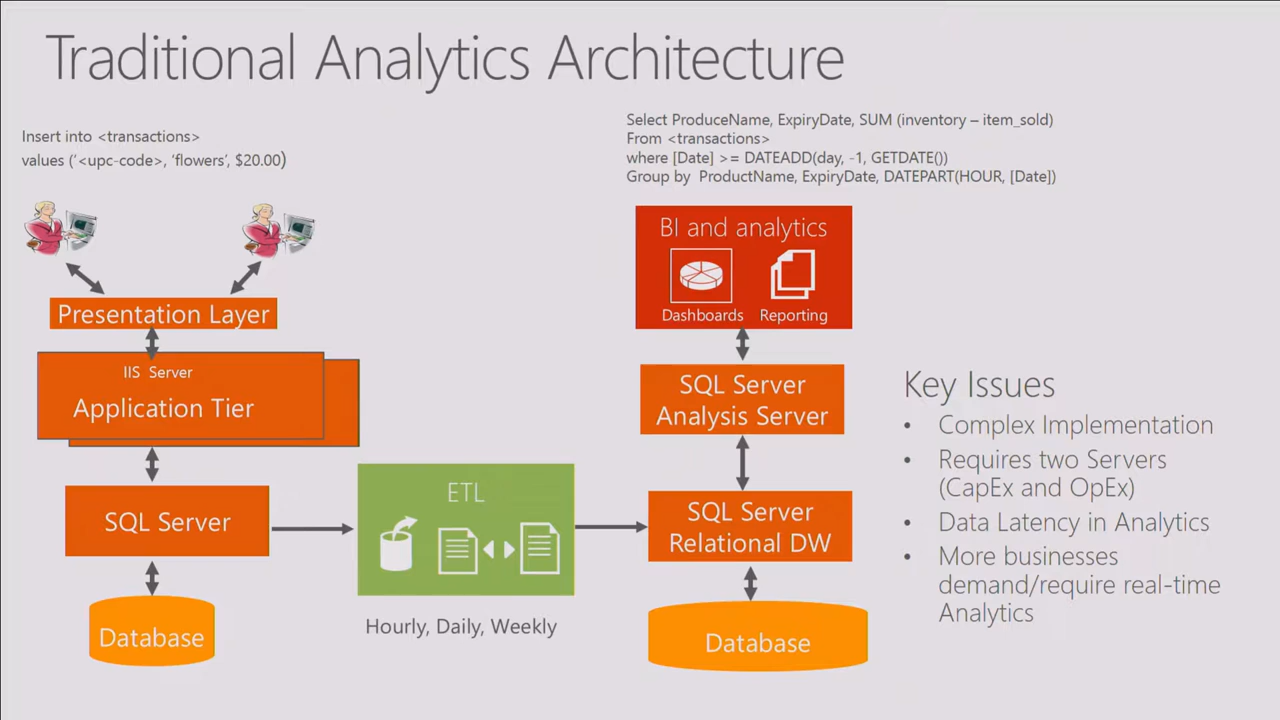 Traditional Analytics Architecture
Insert into <transactions>
values (‘<upc-code>, ‘flowers’, $20.00)
Select ProduceName, ExpiryDate, SUM (inventory – item_sold)
From <transactions>
where [Date] >= DATEADD(day, -1, GETDATE())
Group by ProductName, ExpiryDate, DATEPART(HOUR, [Date])
Presentation Layer
IIS Server
Application Tier
SQL Server
Database
ETL
Hourly, Daily, Weekly
BI and analytics
Dashboards
Reporting
SQL Server
Analysis Server
SQL Server
Relational DW
Database
Key Issues
• Complex Implementation
• Requires two Servers
(CapEx and OpEx)
• Data Latency in Analytics
• More businesses
demand/require real-time
Analytics